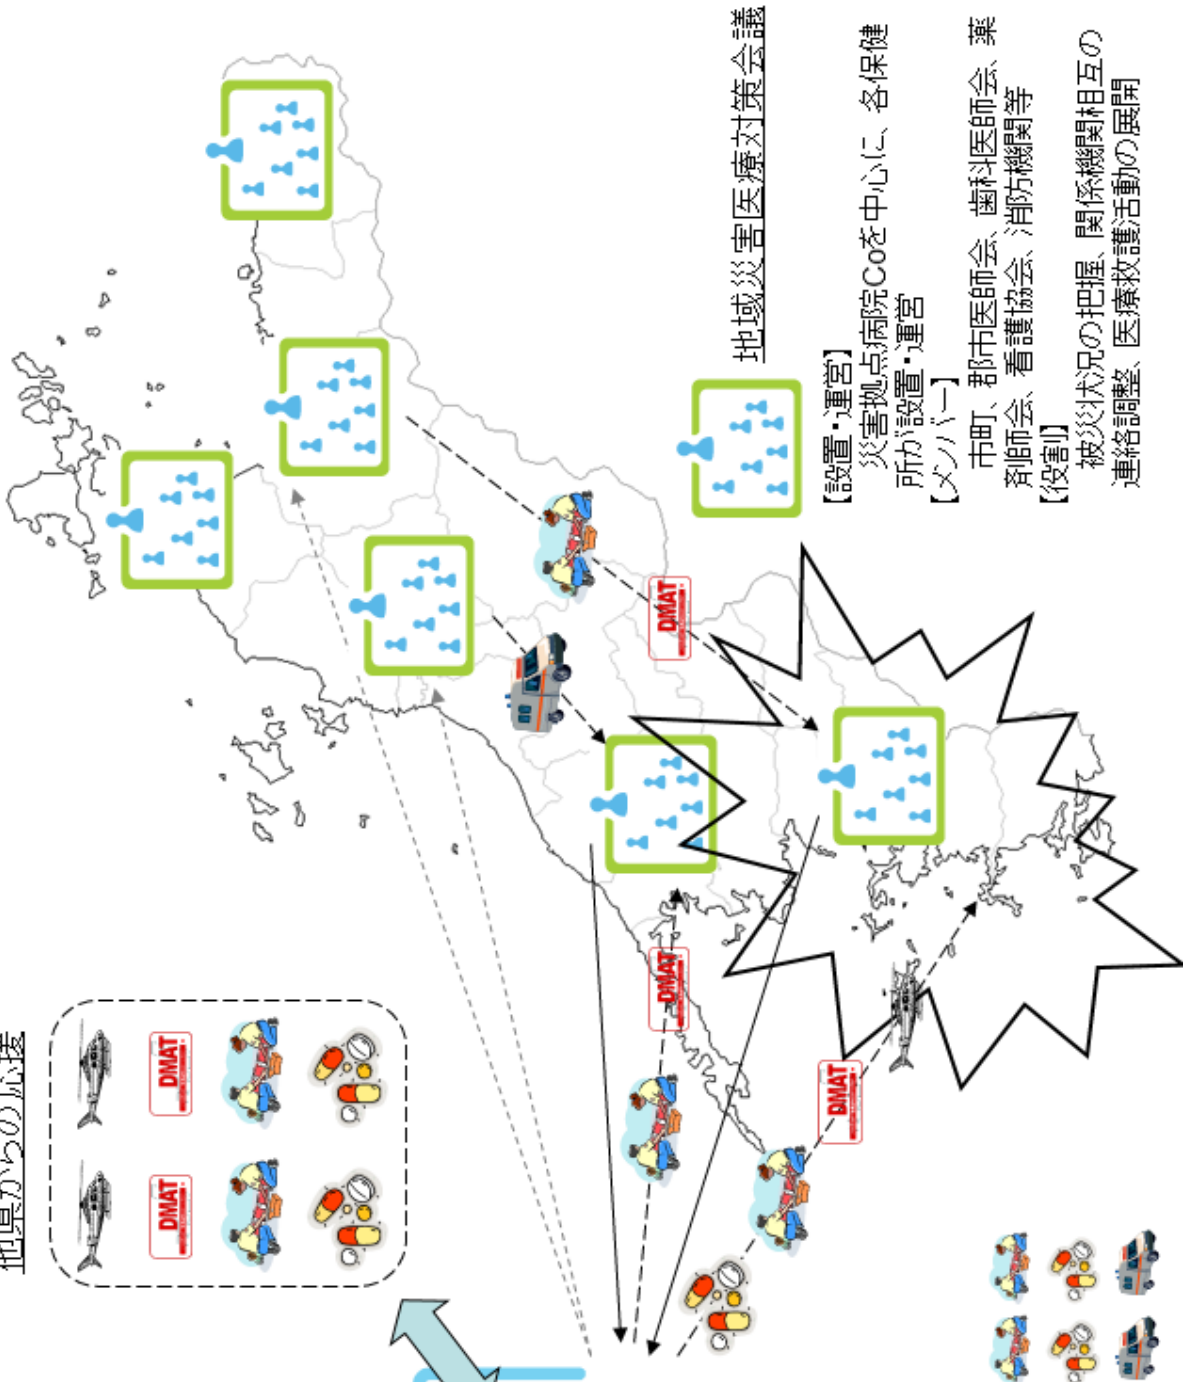 他県からの応援
DMAT
DMAT
DMAT
DMAT
DMAT
地域災害医療対策会議
【設置・運営】
災害拠点病院Coを中心に、各保健
所が設置・運営
【メンバー】
市町、郡市医師会、歯科医師会、薬
剤師会、看護協会、消防機関等
【役割】
被災状況の把握、関係機関相互の
連絡調整、医療救護活動の展開